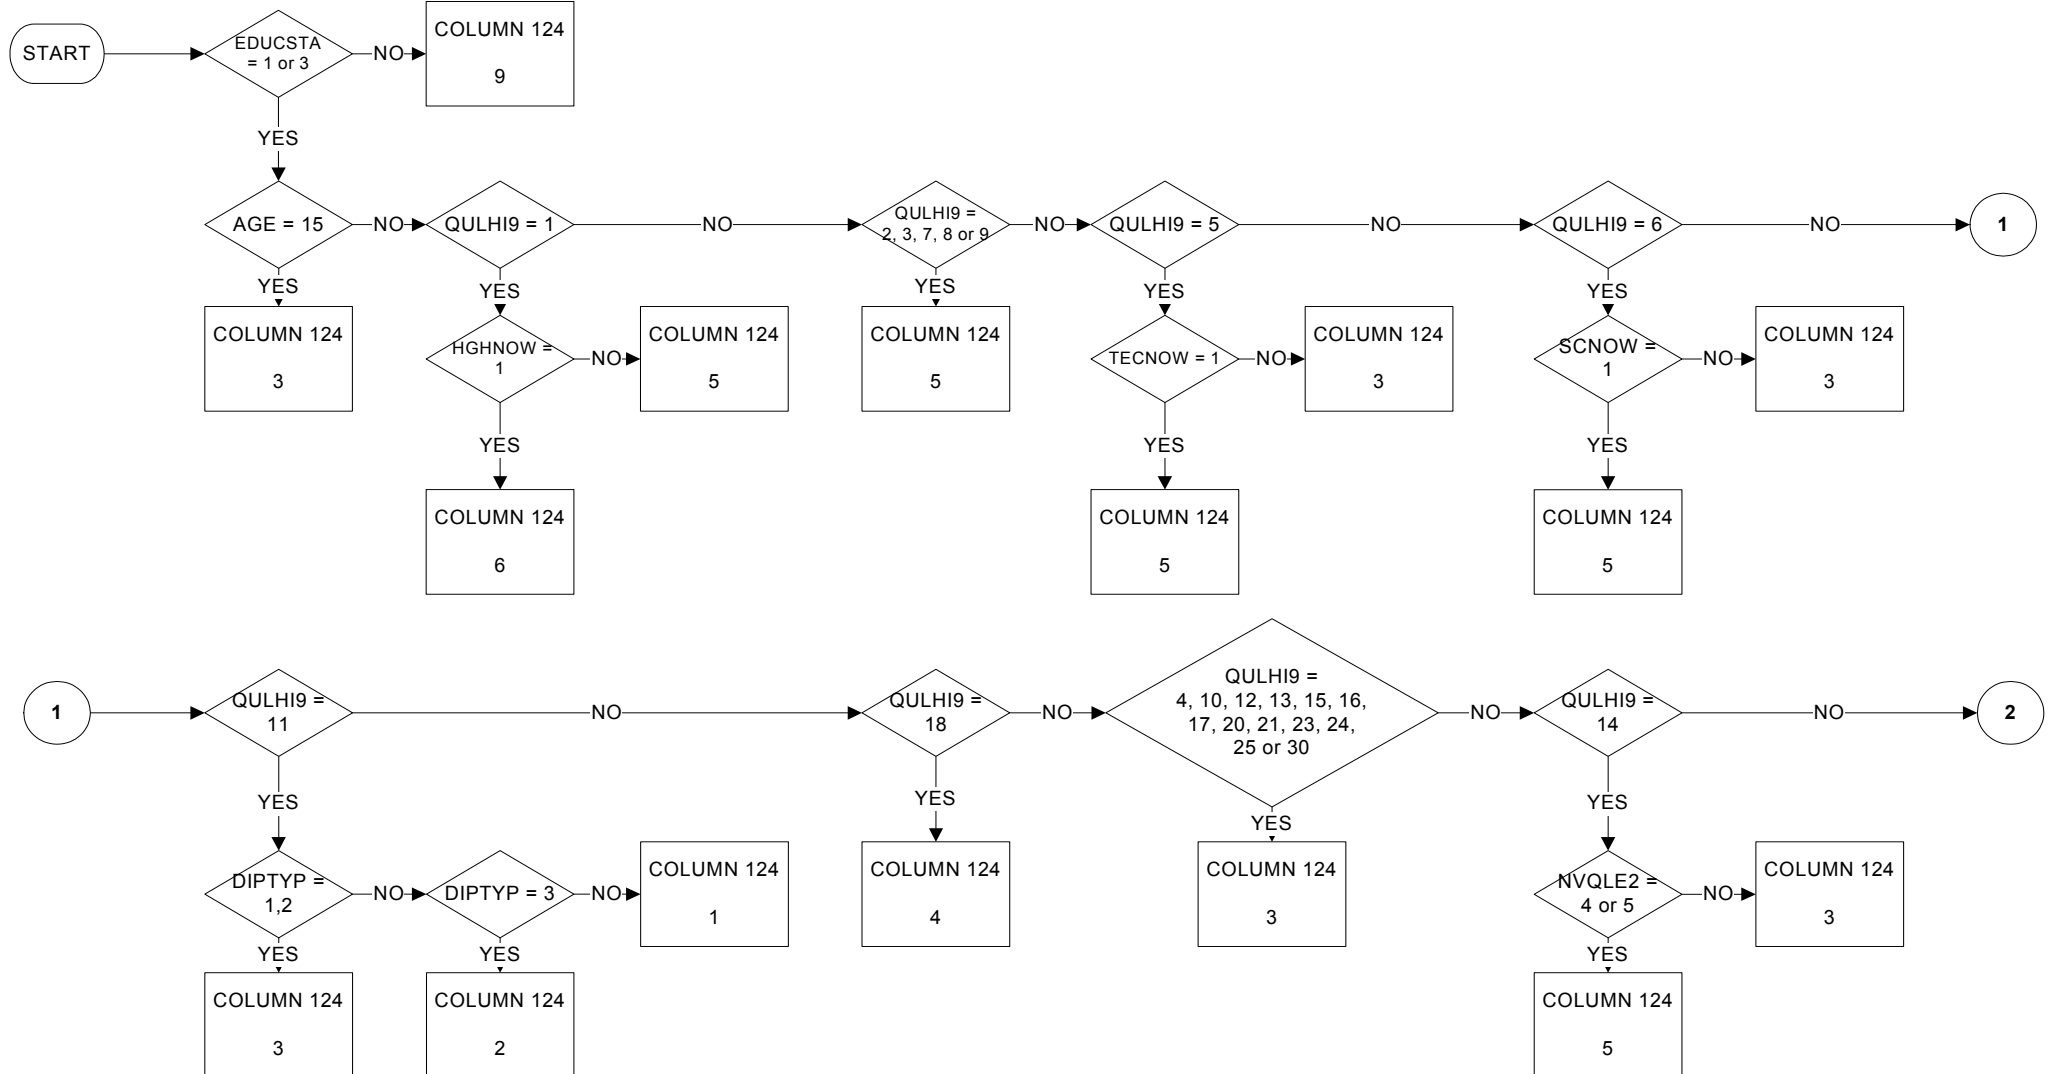 START
EDUCSTA
= 1 or 3
NO
COLUMN 124
9
YES
AGE = 15
NO
QULHI9 = 1
NO
QULHI9 =
2, 3, 7, 8 or 9
NO
QULHI9 = 5
NO
QULHI9 = 6
NO
1
YES
YES
YES
YES
YES
COLUMN 124
3
HGHNOW =
1
NO
COLUMN 124
5
COLUMN 124
5
TECNOW = 1
NO
COLUMN 124
3
SCNOW =
1
NO
COLUMN 124
3
YES
YES
YES
COLUMN 124
6
COLUMN 124
5
COLUMN 124
5
1
QULHI9 =
11
NO
QULHI9 =
18
NO
QULHI9 =
4, 10, 12, 13, 15, 16,
17, 20, 21, 23, 24,
25 or 30
NO
QULHI9 =
14
NO
2
YES
YES
YES
YES
DIPTYP =
1,2
NO
DIPTYP = 3
NO
COLUMN 124
1
COLUMN 124
4
COLUMN 124
3
NVQLE2 =
4 or 5
NO
COLUMN 124
3
YES
YES
YES
COLUMN 124
3
COLUMN 124
2
COLUMN 124
5